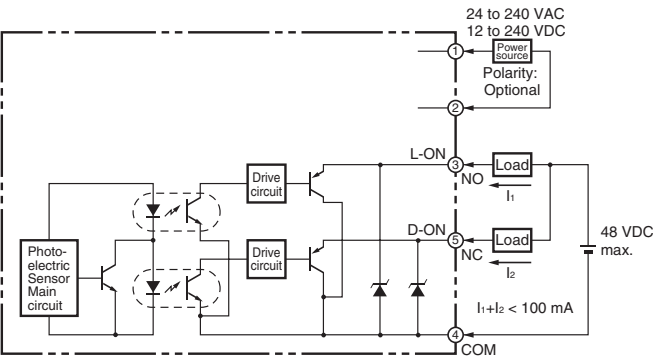 24 to 240 VAC
12 to 240 VDC
1
Power
source
Polarity:
Optional
2
L-ON
3
Load
NO
I1
Drive
circuit
D-ON
5
Load
NC
I2
48 VDC
max.
Drive
circuit
Photo-
electric
Sensor
Main
circuit
I1+I2 < 100 mA
4
COM